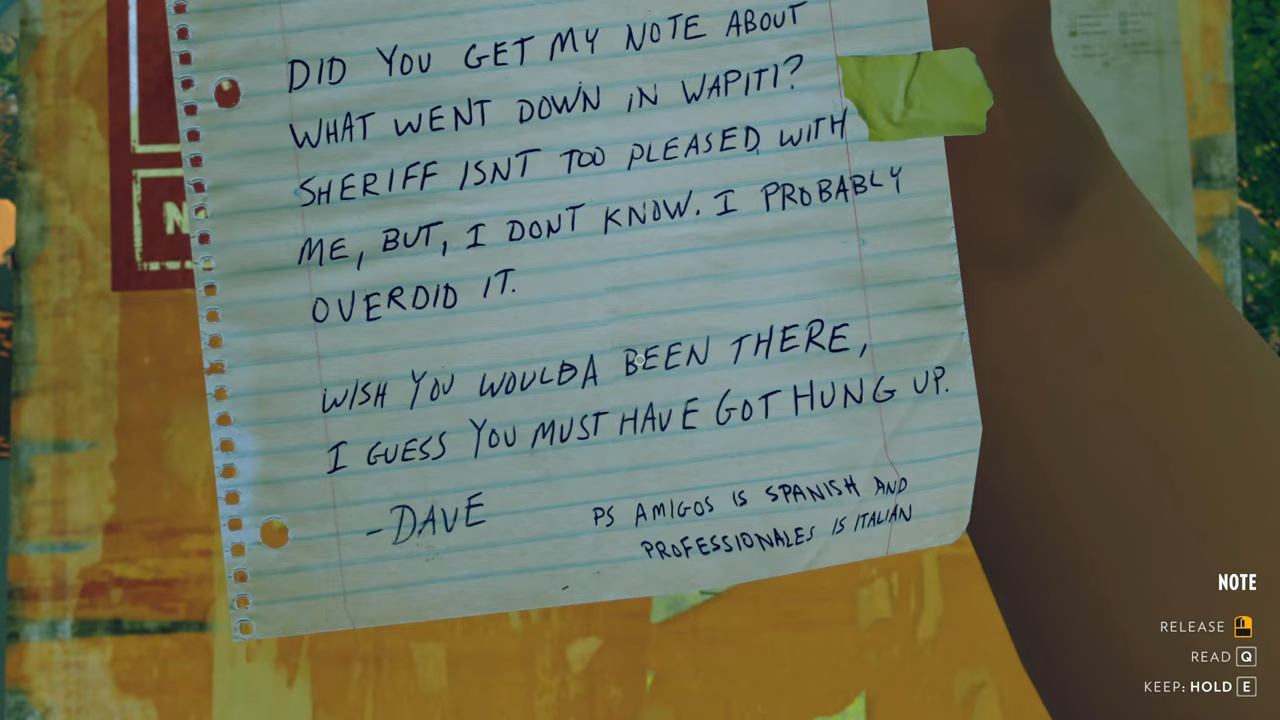 DID YOU GET MY NOTE ABOUT
WHAT WENT DOWN IN WAPITI?
SHERIFF ISNT TOO PLEASED WITH
ME, BUT, I DONT KNOW. I PROBABLY
OVERDID IT.
WISH YOU WOULDA BEEN THERE,
I GUESS YOU MUST HAVE GOT HUNG UP.
-DAVE
PS AMIGOS IS SPANISH AND
PROFESSIONALES IS ITALIAN
NOTE
RELEASE
READ Q
KEEP: HOLD E